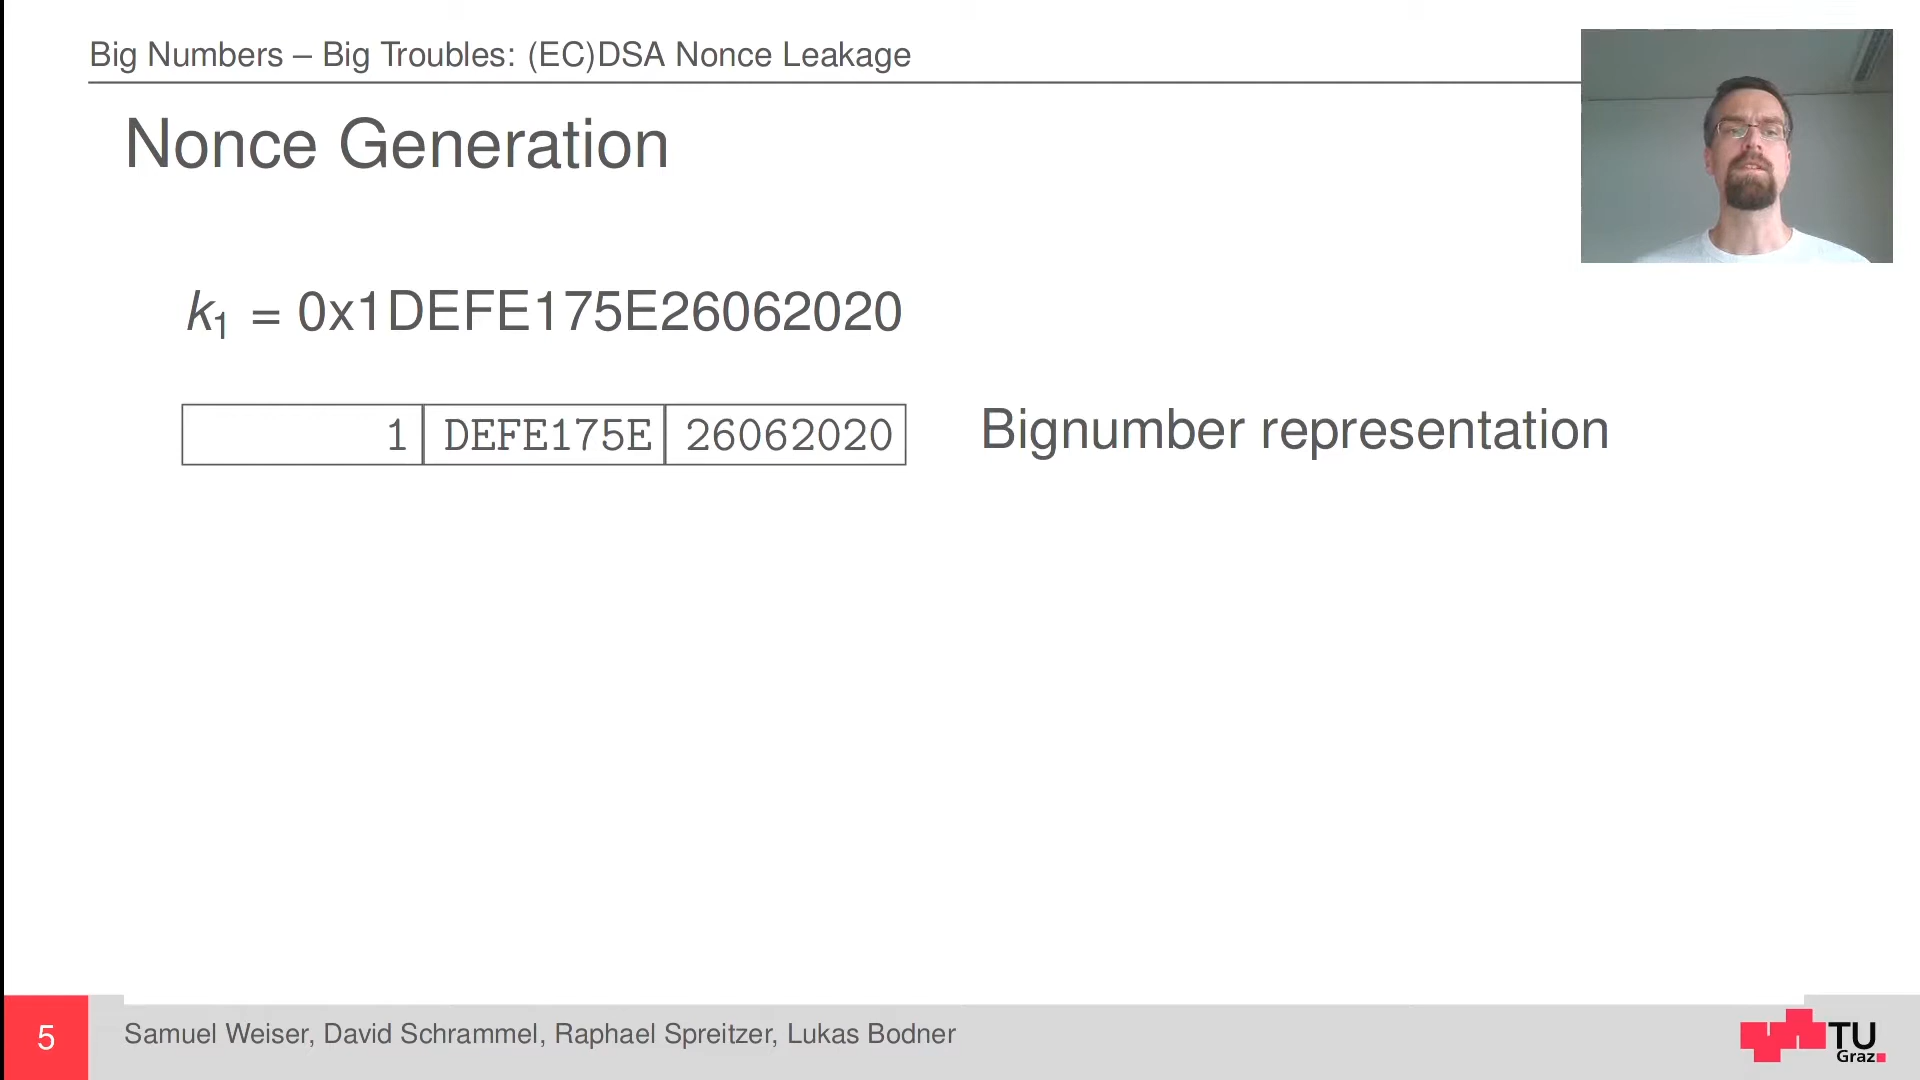 Big Numbers – Big Troubles: (EC)DSA Nonce Leakage
Nonce Generation
k₁ = 0x1DEFE175E26062020
1 DEFE175E 26062020 Bignumber representation
5 Samuel Weiser, David Schrammel, Raphael Spreitzer, Lukas Bodner
TU
Graz